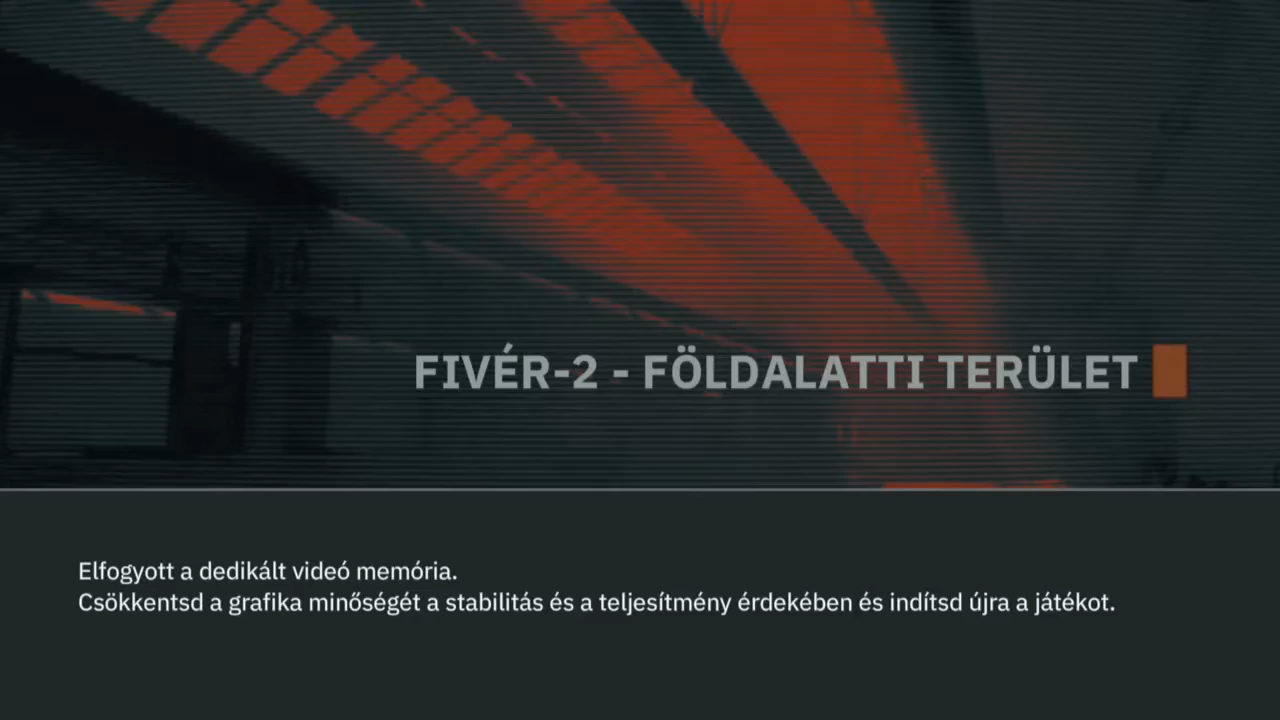 FIVÉR-2 - FÖLDALATTI TERÜLET
Elfogyott a dedikált videó memória.
Csökkentsd a grafika minőségét a stabilitás és a teljesítmény érdekében és indítsd újra a játékot.